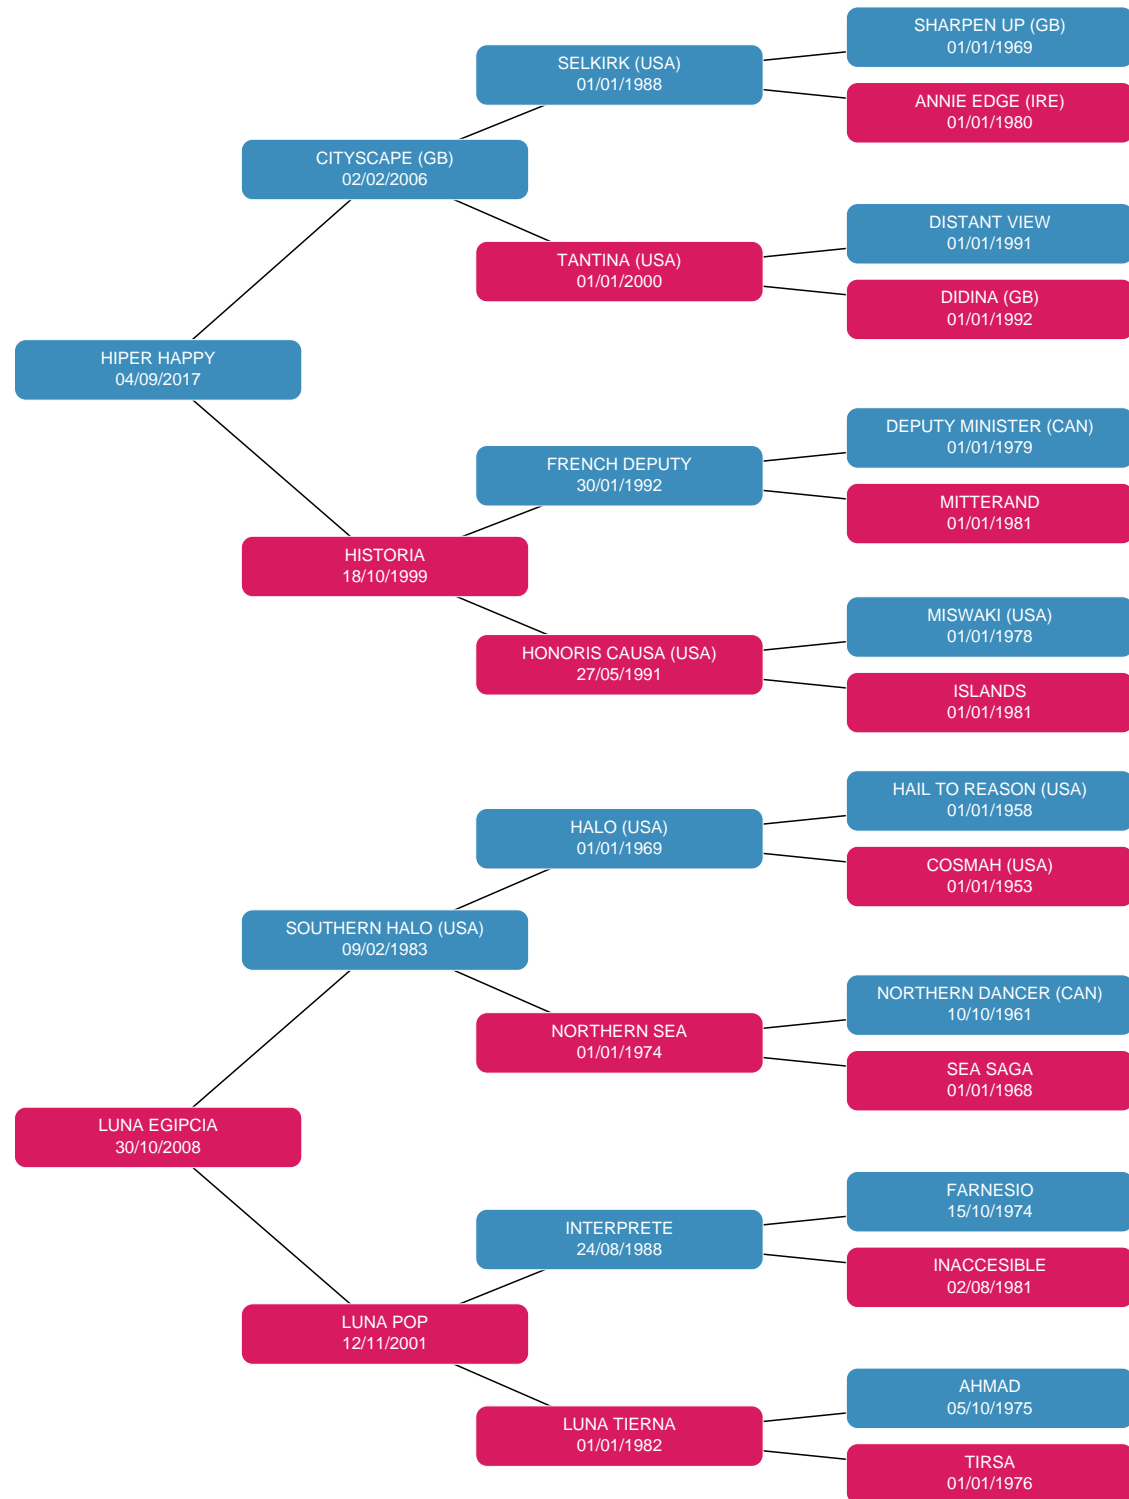 SHARPEN UP (GB)
01/01/1969
SELKIRK (USA)
01/01/1988
ANNIE EDGE (IRE)
01/01/1980
CITYSCAPE (GB)
02/02/2006
DISTANT VIEW
01/01/1991
TANTINA (USA)
01/01/2000
DIDINA (GB)
01/01/1992
HIPER HAPPY
04/09/2017
DEPUTY MINISTER (CAN)
01/01/1979
FRENCH DEPUTY
30/01/1992
MITTERAND
01/01/1981
HISTORIA
18/10/1999
MISWAKI (USA)
01/01/1978
HONORIS CAUSA (USA)
27/05/1991
ISLANDS
01/01/1981
HAIL TO REASON (USA)
01/01/1958
HALO (USA)
01/01/1969
COSMAH (USA)
01/01/1953
SOUTHERN HALO (USA)
09/02/1983
NORTHERN DANCER (CAN)
10/10/1961
NORTHERN SEA
01/01/1974
SEA SAGA
01/01/1968
LUNA EGIPCIA
30/10/2008
FARNESIO
15/10/1974
INTERPRETE
24/08/1988
INACCESIBLE
02/08/1981
LUNA POP
12/11/2001
AHMAD
05/10/1975
LUNA TIERNA
01/01/1982
TIRSA
01/01/1976